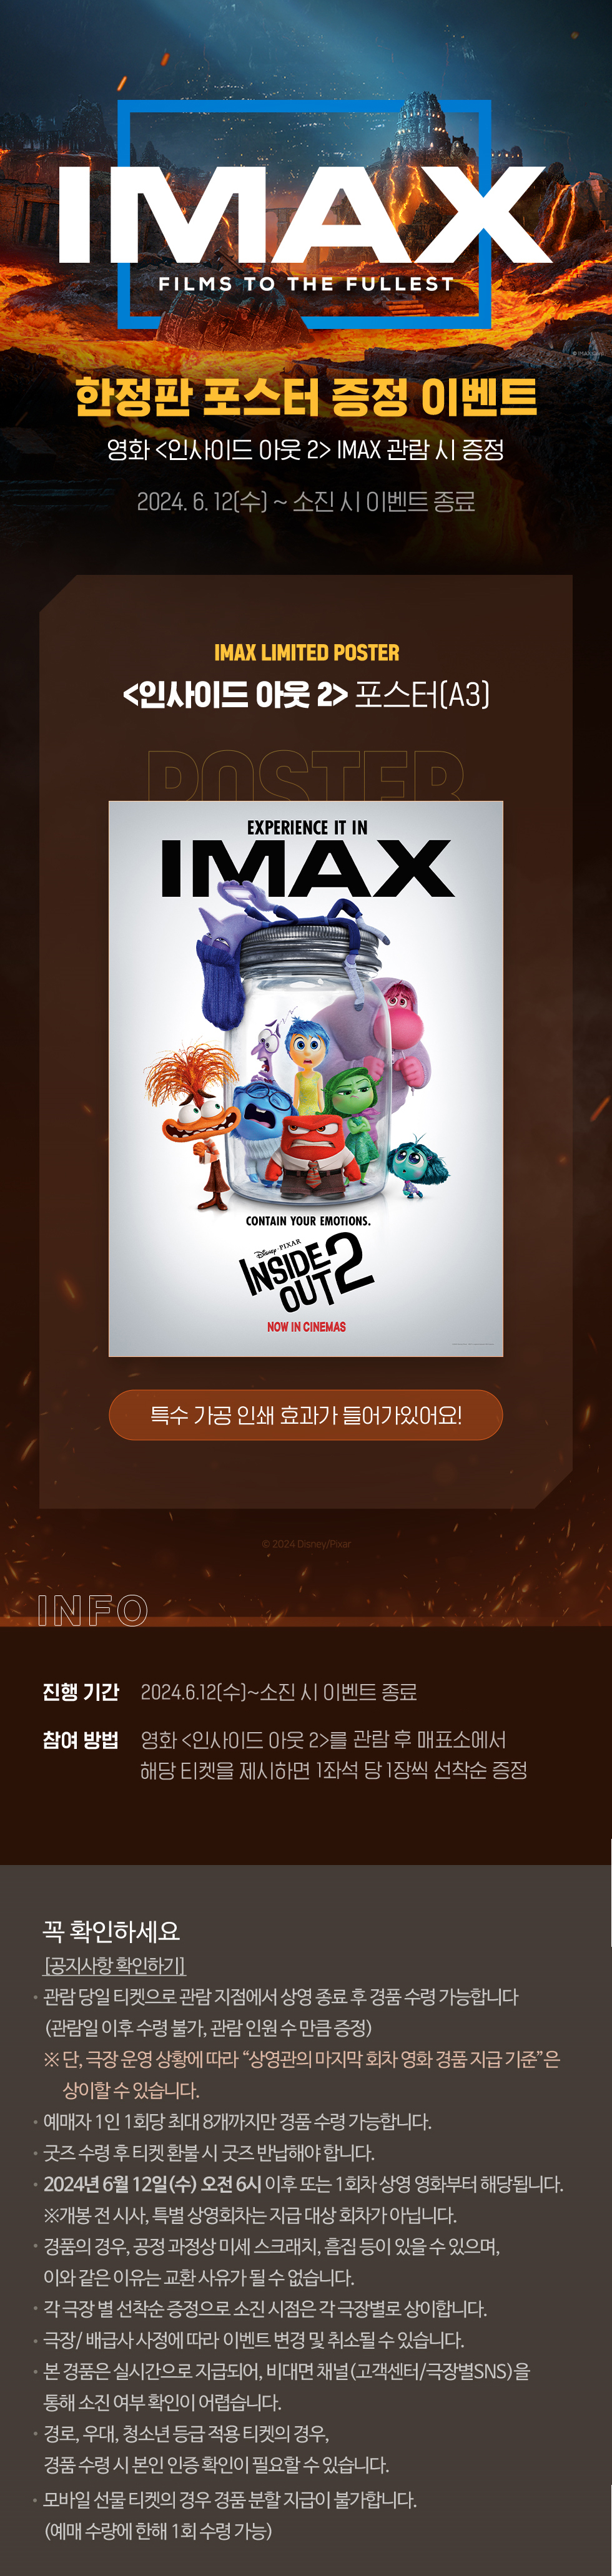 IMAX
FILMS TO THE FULLEST
한정판 포스터 증정 이벤트
영화 <인사이드 아웃 2> IMAX 관람 시 증정
2024. 6. 12(수) ~ 소진 시 이벤트 종료
IMAX LIMITED POSTER
<인사이드 아웃 2> 포스터(A3)
POSTER
EXPERIENCE IT IN
IMAX
CONTAIN YOUR EMOTIONS.
Disney·PIXAR
INSIDE
OUT 2
NOW IN CINEMAS
특수 가공 인쇄 효과가 들어가있어요!
© 2024 Disney/Pixar
INFO
진행 기간 2024.6.12(수)~소진 시 이벤트 종료
참여 방법 영화 <인사이드 아웃 2>를 관람 후 매표소에서
해당 티켓을 제시하면 1좌석 당 1장씩 선착순 증정
꼭 확인하세요
[공지사항 확인하기]
· 관람 당일 티켓으로 관람 지점에서 상영 종료 후 경품 수령 가능합니다
(관람일 이후 수령 불가, 관람 인원 수 만큼 증정)
※ 단, 극장 운영 상황에 따라 “상영관의 마지막 회차 영화 경품 지급 기준”은
상이할 수 있습니다.
· 예매자 1인 1회당 최대 8개까지만 경품 수령 가능합니다.
· 굿즈 수령 후 티켓 환불 시 굿즈 반납해야 합니다.
· 2024년 6월 12일(수) 오전 6시 이후 또는 1회차 상영 영화부터 해당됩니다.
※개봉 전 시사, 특별 상영회차는 지급 대상 회차가 아닙니다.
· 경품의 경우, 공정 과정상 미세 스크래치, 흠집 등이 있을 수 있으며,
이와 같은 이유는 교환 사유가 될 수 없습니다.
· 각 극장 별 선착순 증정으로 소진 시점은 각 극장별로 상이합니다.
· 극장/ 배급사 사정에 따라 이벤트 변경 및 취소될 수 있습니다.
· 본 경품은 실시간으로 지급되어, 비대면 채널(고객센터/극장별SNS)을
통해 소진 여부 확인이 어렵습니다.
· 경로, 우대, 청소년 등급 적용 티켓의 경우,
경품 수령 시 본인 인증 확인이 필요할 수 있습니다.
· 모바일 선물 티켓의 경우 경품 분할 지급이 불가합니다.
(예매 수량에 한해 1회 수령 가능)